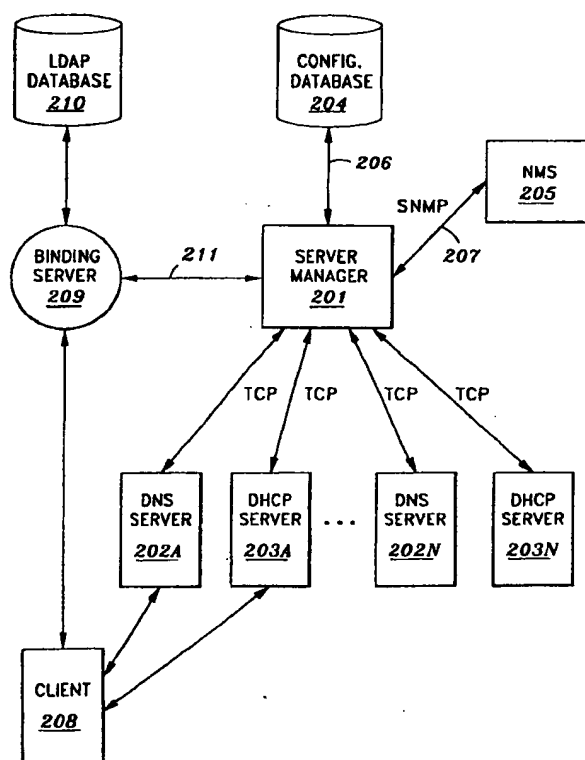 LDAP
DATABASE
210
CONFIG.
DATABASE
204
206
NMS
205
SNMP
207
BINDING
SERVER
209
211
SERVER
MANAGER
201
TCP
TCP
TCP
TCP
DNS
SERVER
202A
DHCP
SERVER
203A
...
DNS
SERVER
202N
DHCP
SERVER
203N
CLIENT
208